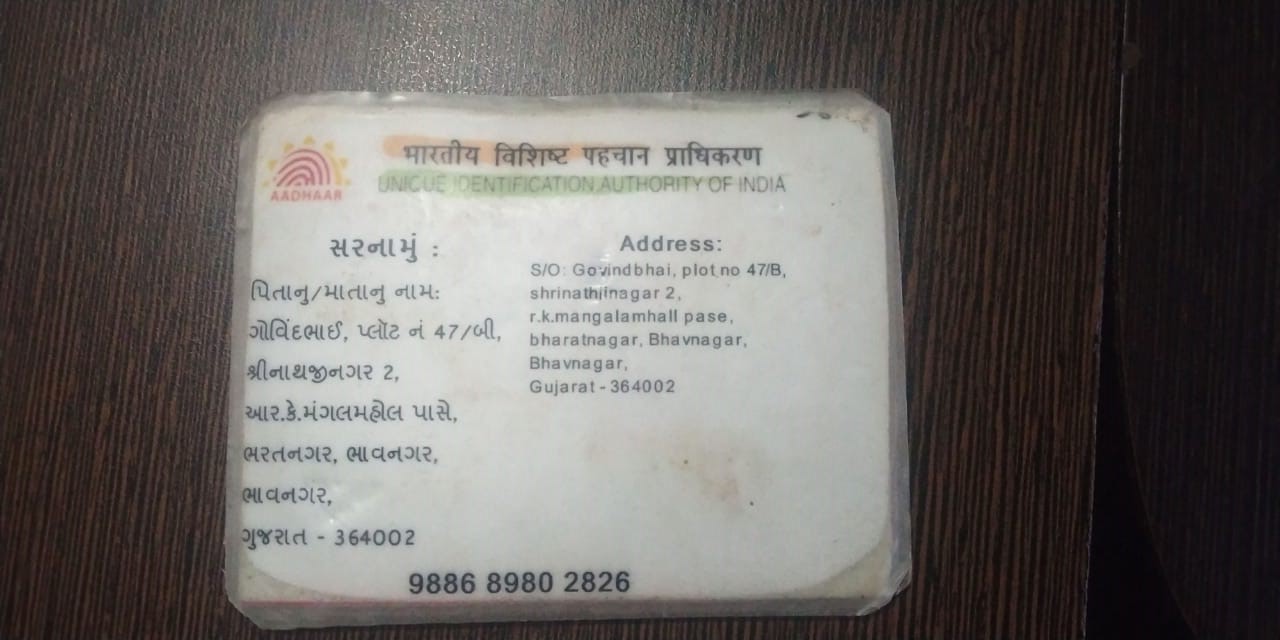 भारतीय विशिष्ट पहचान प्राधिकरण
UNIQUE IDENTIFICATION AUTHORITY OF INDIA
AADHAAR
સરનામું :
પિતાનુ/માતાનુ નામ:
ગોવિંદભાઈ, પ્લૉટ નં 47/બી,
શ્રીનાથજીનગર 2,
આર.કે.મંગલમહોલ પાસે,
ભરતનગર, ભાવનગર,
ભાવનગર,
ગુજરાત - 364002
Address:
S/O: Govindbhai, plot no 47/B,
shrinathjinagar 2,
r.k.mangalamhall pase,
bharatnagar, Bhavnagar,
Bhavnagar,
Gujarat - 364002
9886 8980 2826